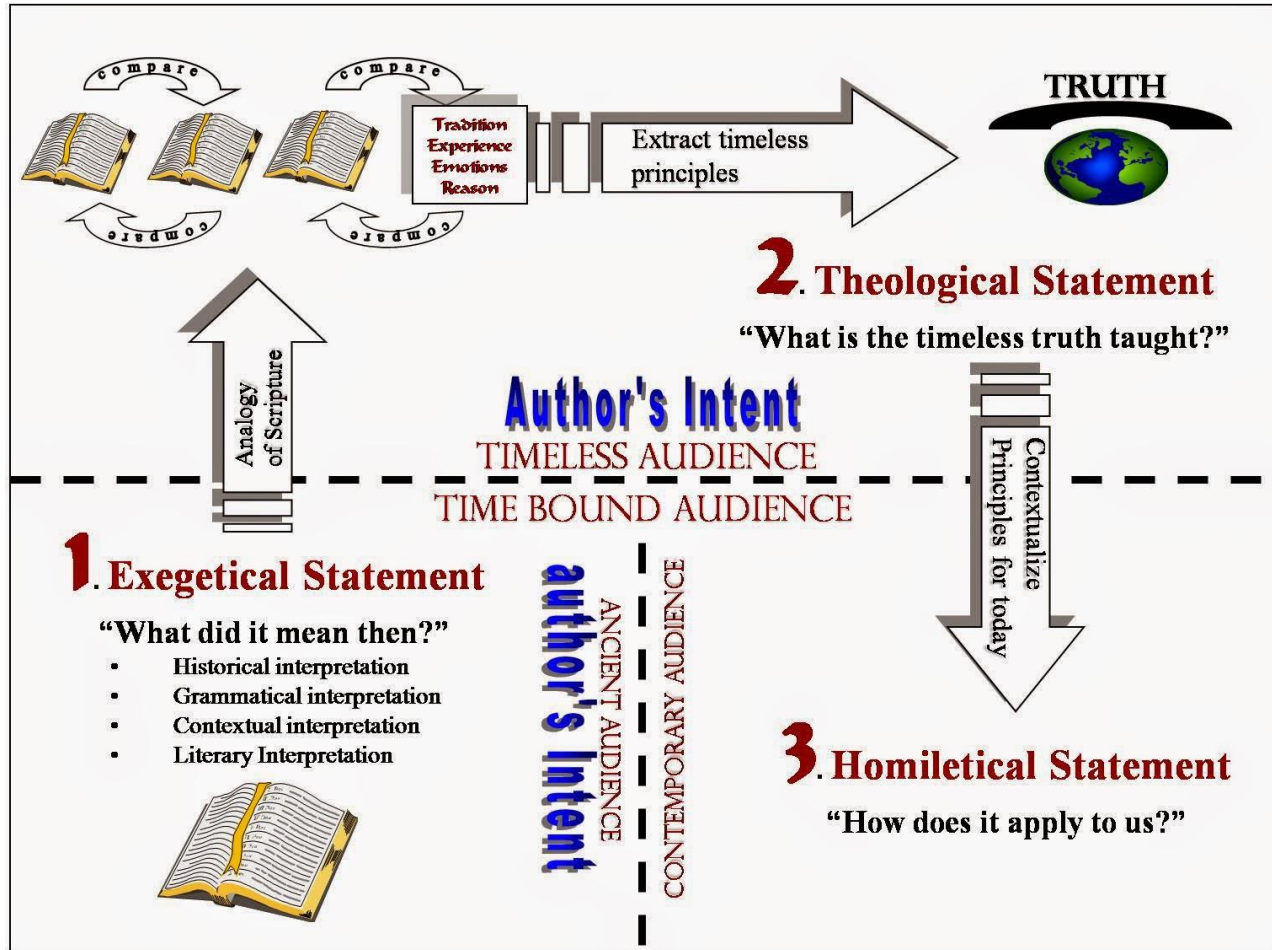 compare
compare
Tradition
Experience
Emotions
Reason
compare
compare
Extract timeless
principles
TRUTH
2. Theological Statement
“What is the timeless truth taught?”
Analogy
of Scripture
Author's Intent
TIMELESS AUDIENCE
TIME BOUND AUDIENCE
Contextualize
Principles for today
1. Exegetical Statement
“What did it mean then?”
• Historical interpretation
• Grammatical interpretation
• Contextual interpretation
• Literary Interpretation
author's Intent
ANCIENT AUDIENCE
CONTEMPORARY AUDIENCE
3. Homiletical Statement
“How does it apply to us?”